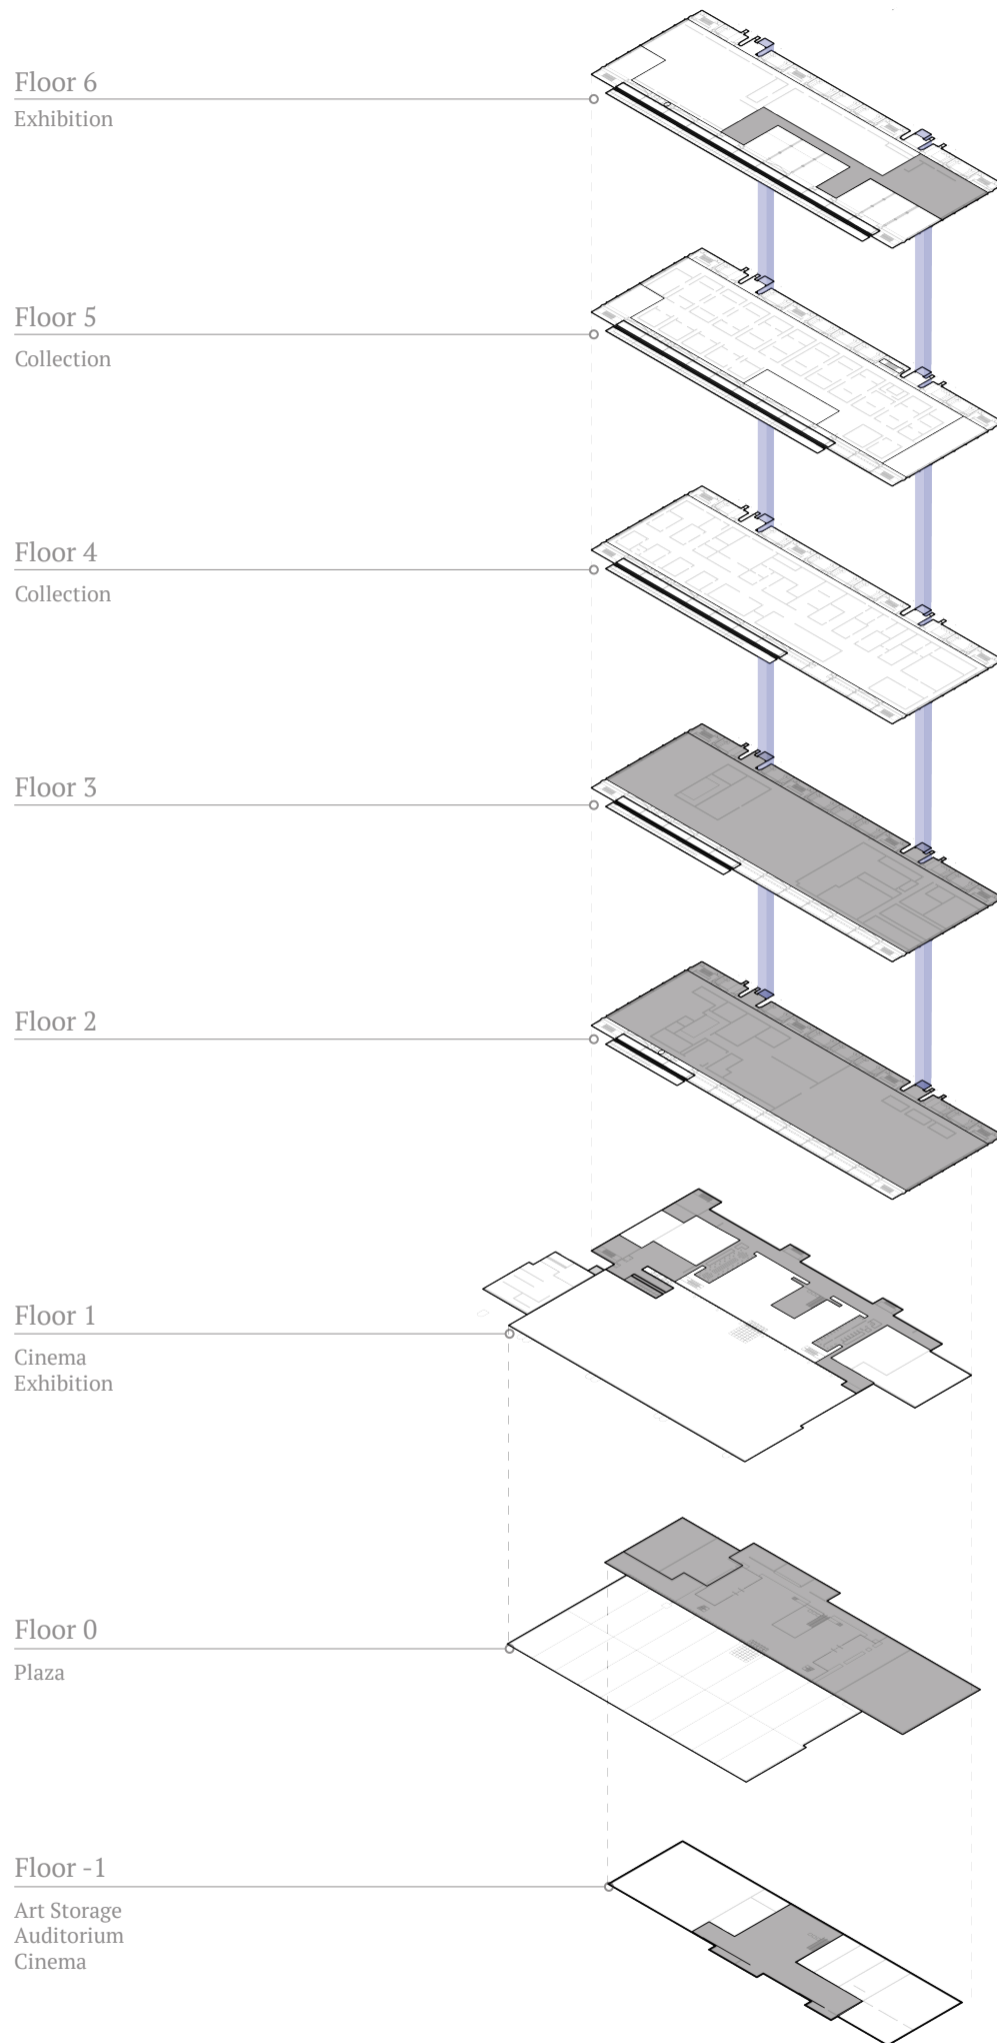 Floor 6
Exhibition
Floor 5
Collection
Floor 4
Collection
Floor 3
Floor 2
Floor 1
Cinema
Exhibition
Floor 0
Plaza
Floor -1
Art Storage
Auditorium
Cinema